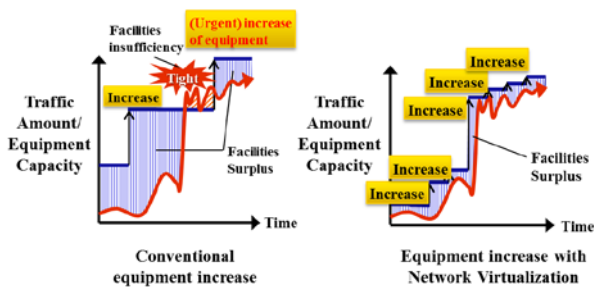 Facilities
insufficiency
(Urgent) increase
of equipment
Tight
Increase
Traffic
Amount/
Equipment
Capacity
Facilities
Surplus
Time
Conventional
equipment increase
Increase
Increase
Increase
Traffic
Amount/
Equipment
Capacity
Increase
Increase
Facilities
Surplus
Time
Equipment increase with
Network Virtualization